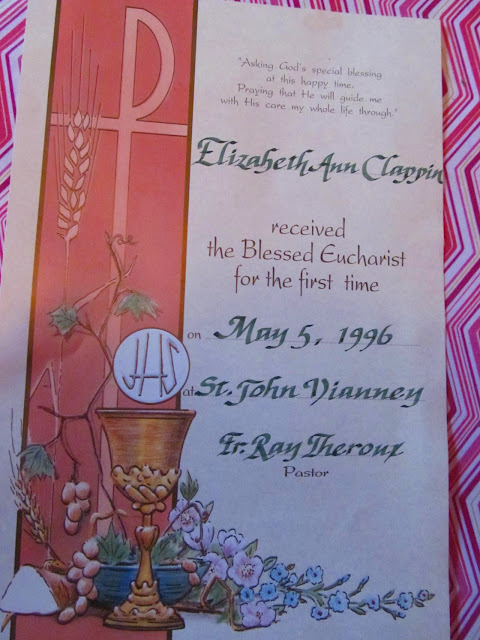 "Asking God's special blessing
at this happy time.
Praying that He will guide me
with His care my whole life through."
Elizabeth Ann Clappin
received
the Blessed Eucharist
for the first time
on May 5, 1996
at St. John Vianney
Fr. Ray Theroux
Pastor
JHS